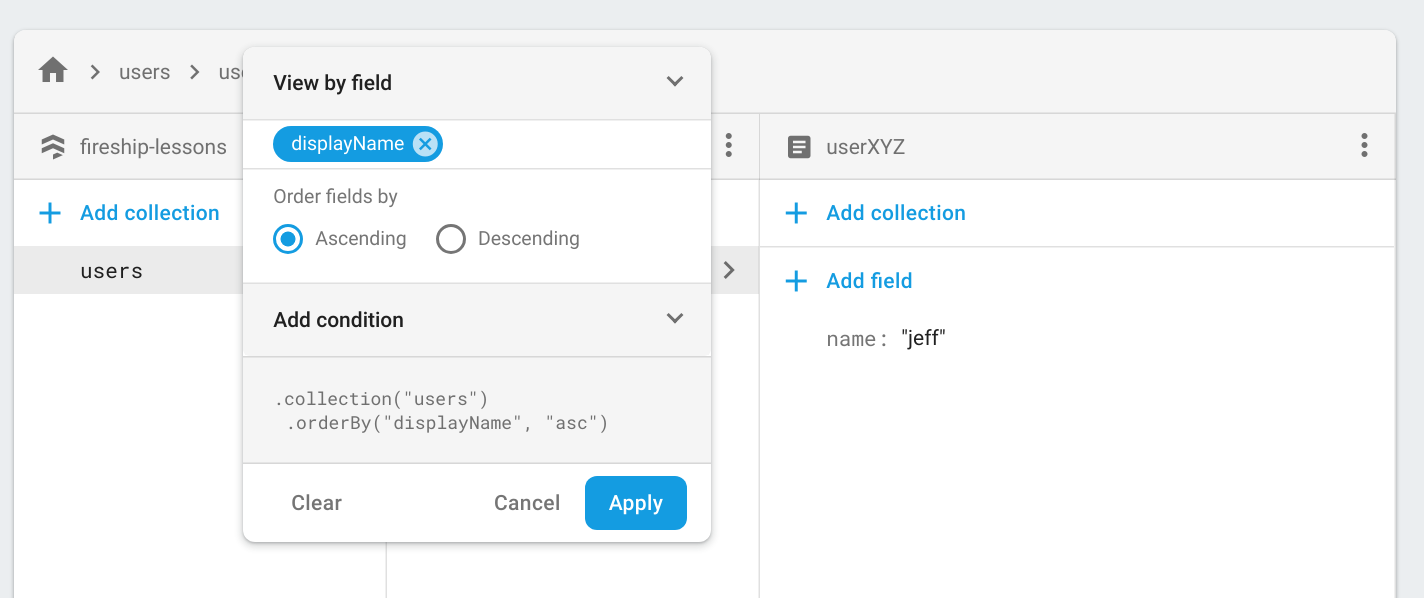 users
View by field
fireship-lessons
displayName
userXYZ
Add collection
users
Order fields by
Ascending
Descending
Add condition
.collection("users")
.orderBy("displayName", "asc")
Clear
Cancel
Apply
Add collection
Add field
name: "jeff"